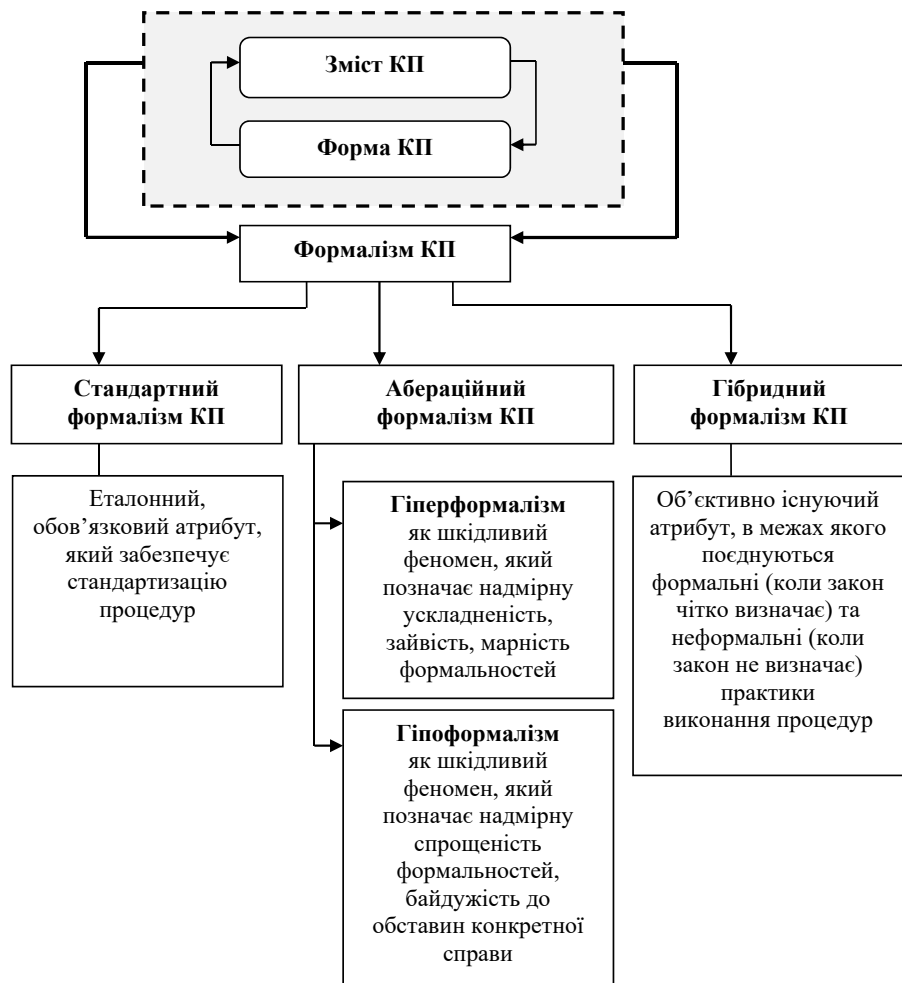 Зміст КП
Форма КП
Формалізм КП
Стандартний
формалізм КП
Еталонний,
обов’язковий атрибут,
який забезпечує
стандартизацію
процедур
Абераційний
формалізм КП
Гіперформалізм
як шкідливий
феномен, який
позначає надмірну
ускладненість,
зайвість, марність
формальностей
Гіпоформалізм
як шкідливий
феномен, який
позначає надмірну
спрощеність
формальностей,
байдужість до
обставин конкретної
справи
Гібридний
формалізм КП
Об’єктивно існуючий
атрибут, в межах якого
поєднуються
формальні (коли закон
чітко визначає) та
неформальні (коли
закон не визначає)
практики
виконання процедур